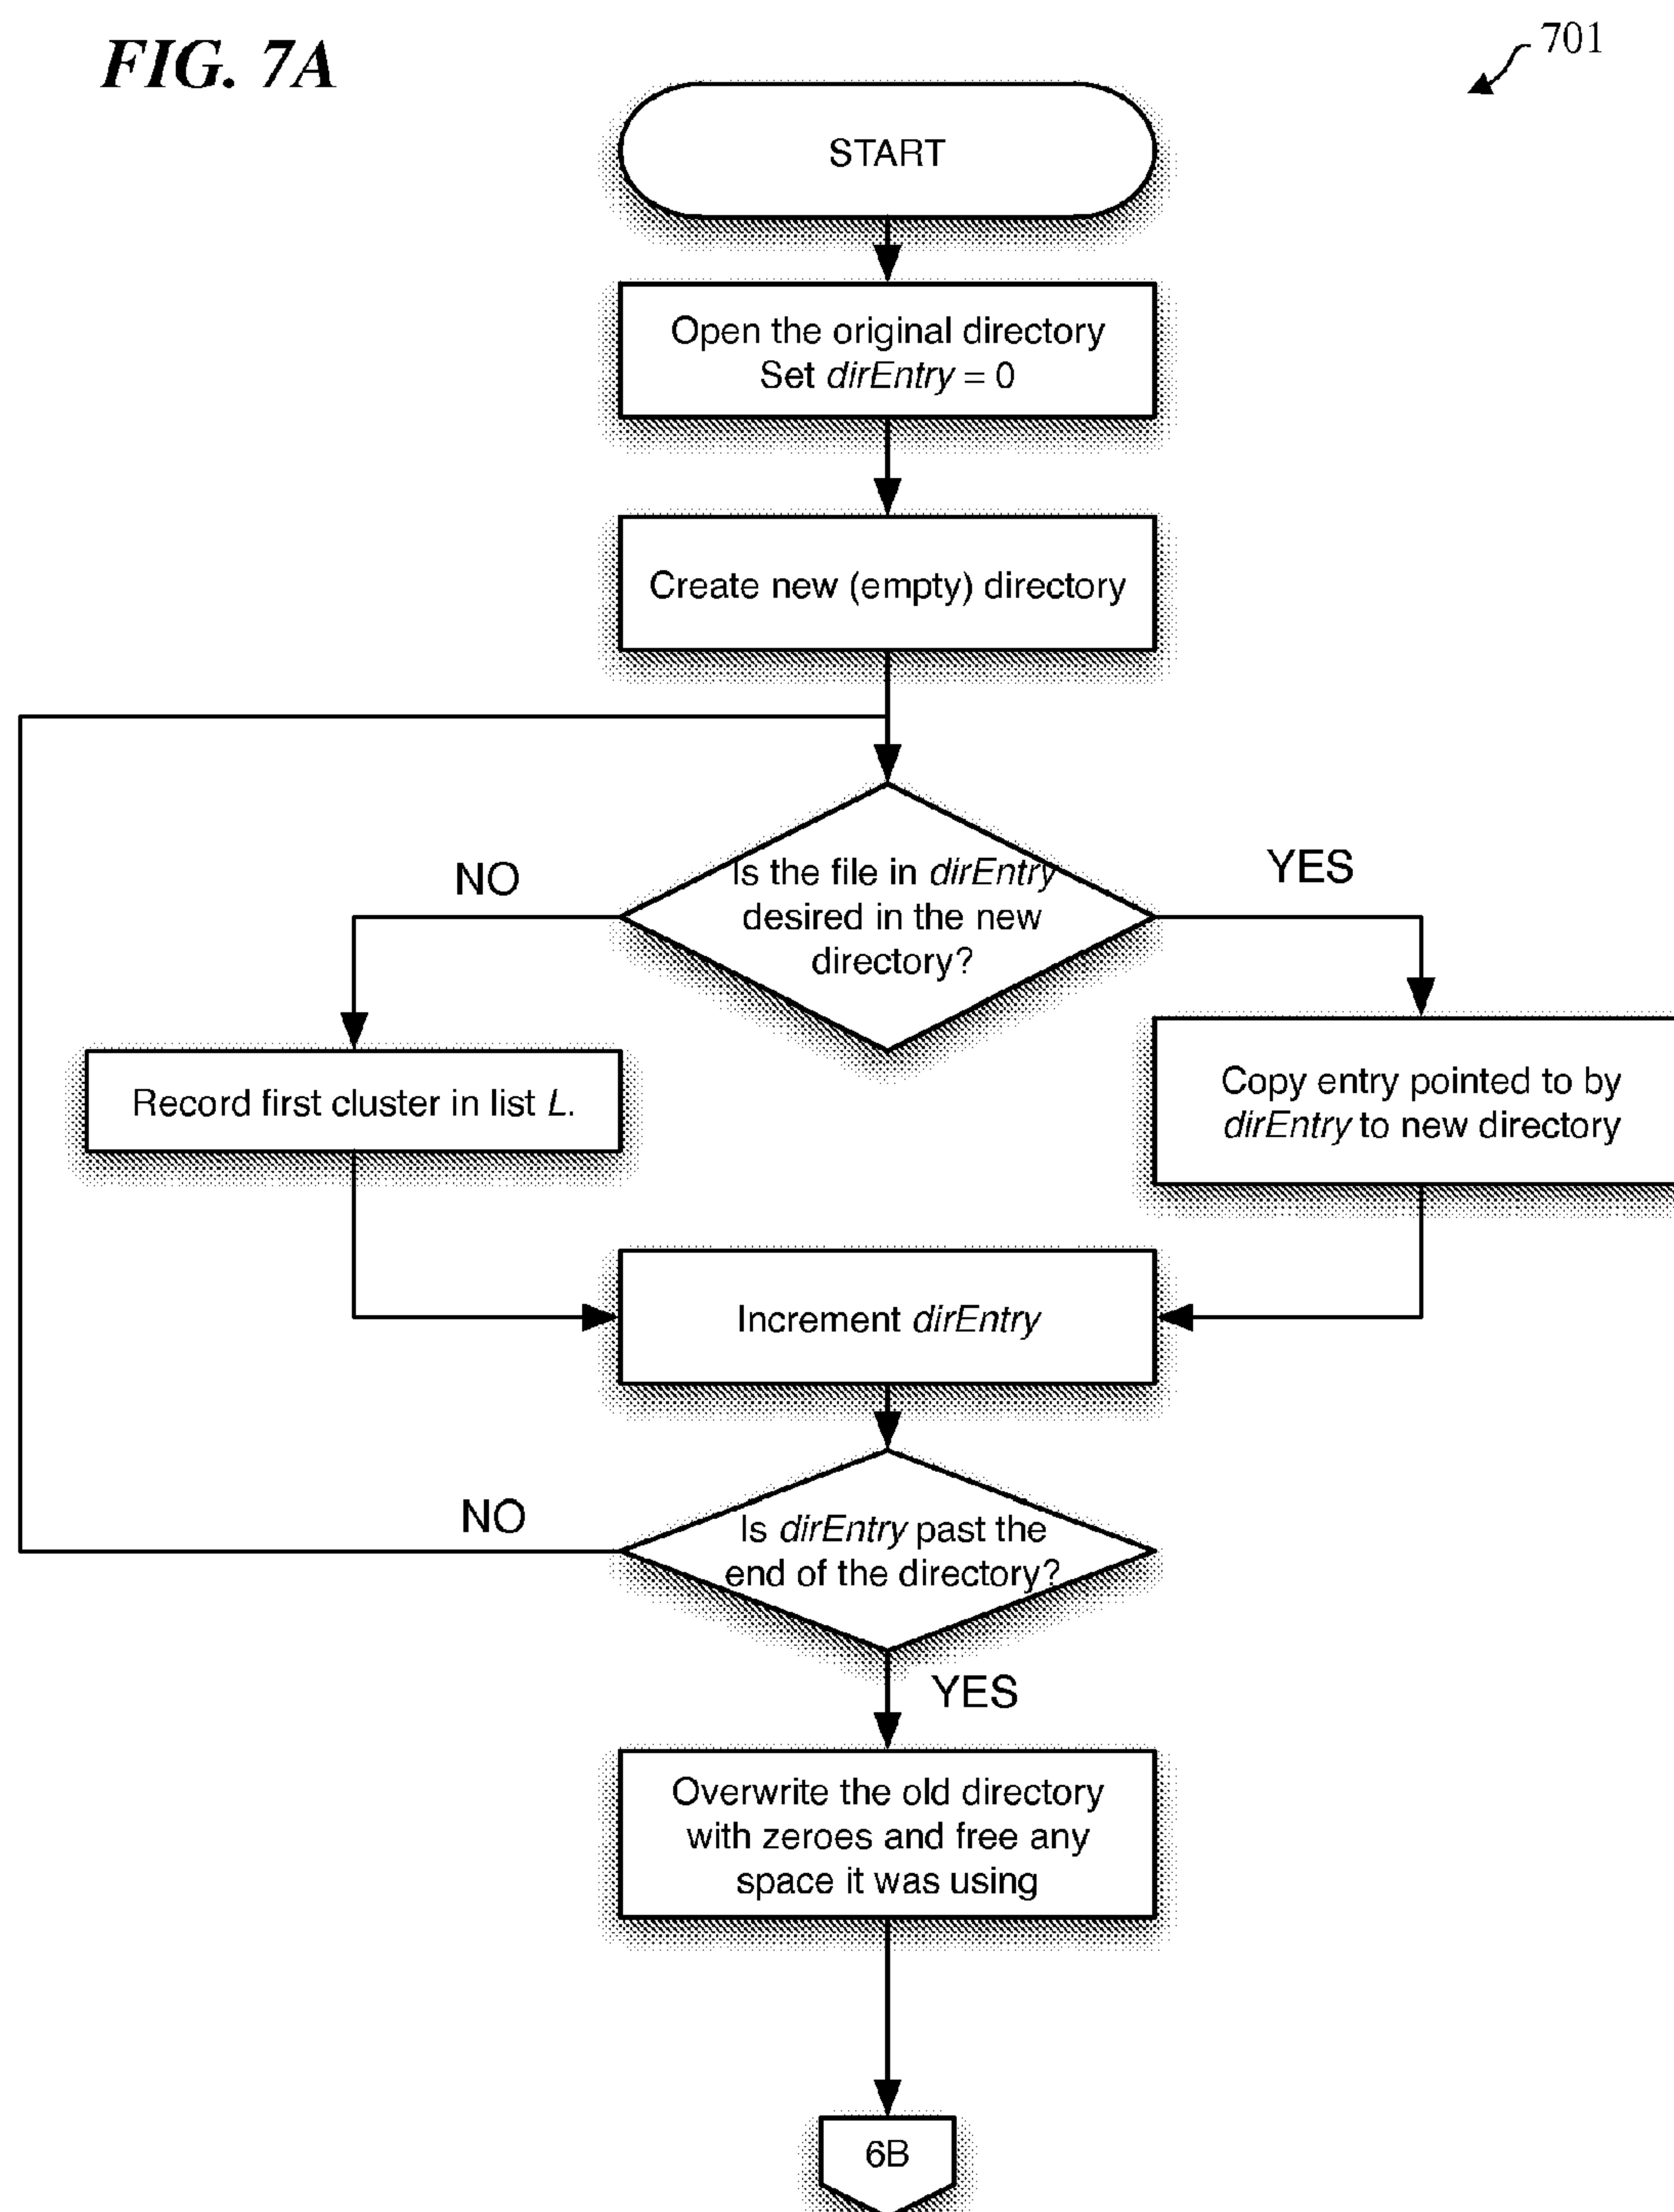 FIG. 7A
701
START
Open the original directory
Set dirEntry = 0
Create new (empty) directory
Is the file in dirEntry
desired in the new
directory?
NO
YES
Record first cluster in list L.
Copy entry pointed to by
dirEntry to new directory
Increment dirEntry
Is dirEntry past the
end of the directory?
NO
YES
Overwrite the old directory
with zeroes and free any
space it was using
6B